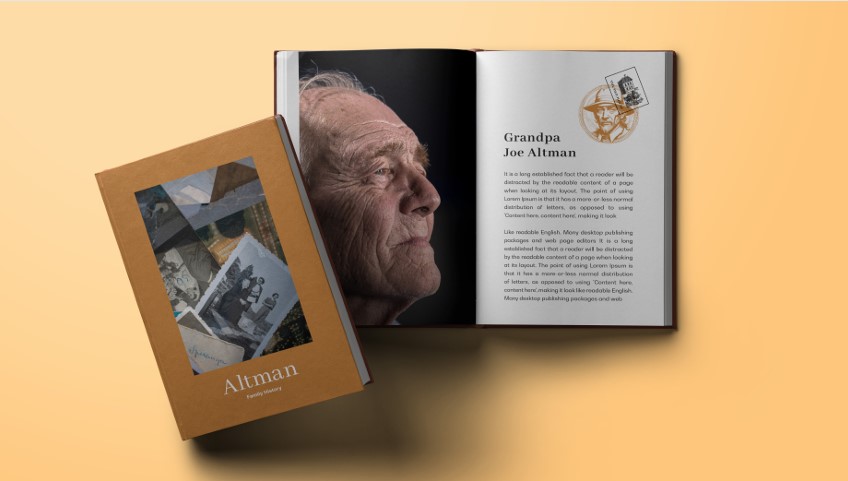 Altman
Family History
Grandpa
Joe Altman
It is a long established fact that a reader will be
distracted by the readable content of a page
when looking at its layout. The point of using
Lorem Ipsum is that it has a more-or-less normal
distribution of letters, as opposed to using
'Content here, content here', making it look
Like readable English. Many desktop publishing
packages and web page editors It is a long
established fact that a reader will be distracted
by the readable content of a page when looking
at its layout. The point of using Lorem Ipsum is
that it has a more-or-less normal distribution
of letters, as opposed to using 'Content here,
content here', making it look like readable English.
Many desktop publishing packages and web